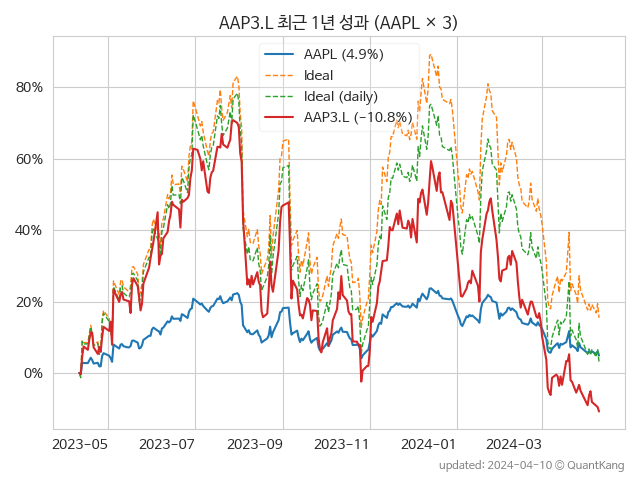 AAP3.L 최근 1년 성과 (AAPL × 3)
AAPL (4.9%)
Ideal
Ideal (daily)
AAP3.L (−10.8%)
80%
60%
40%
20%
0%
2023-05 2023-07 2023-09 2023-11 2024-01 2024-03
updated: 2024-04-10 © QuantKang